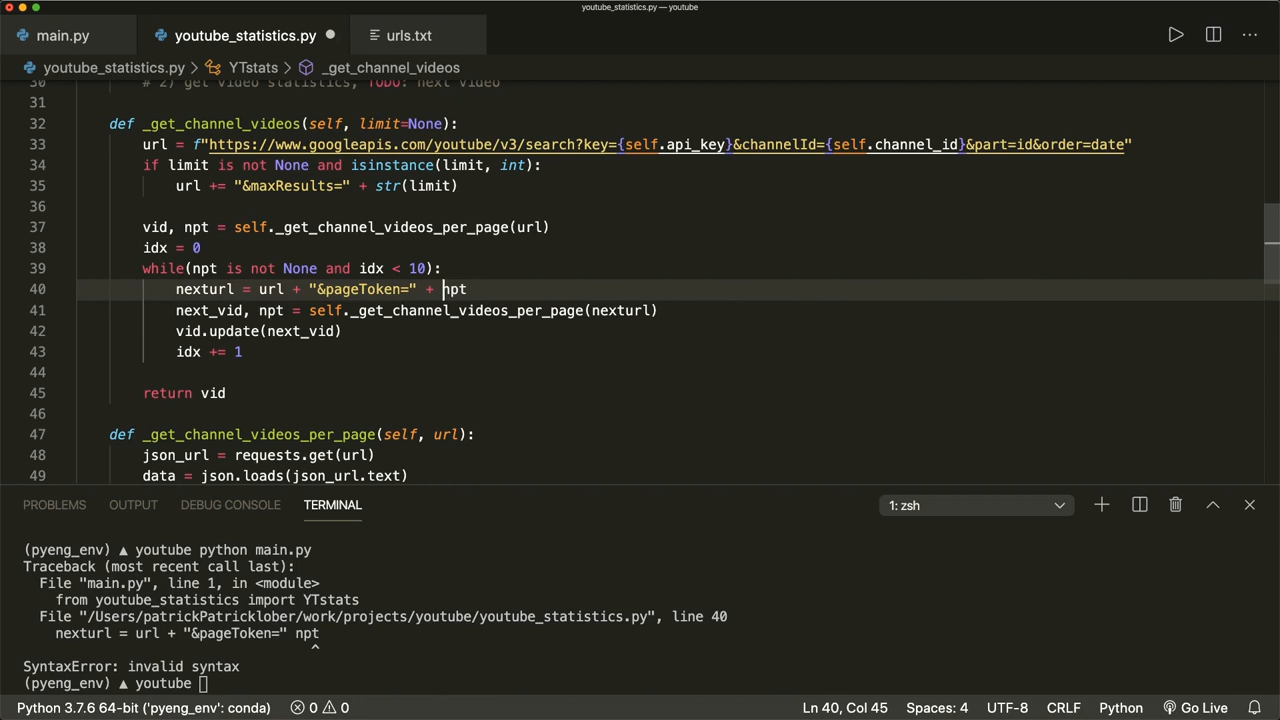 youtube_statistics.py — youtube
main.py youtube_statistics.py urls.txt
youtube_statistics.py > YTstats > _get_channel_videos
30 # 2) get video statistics, TODO: next video
31
32 def _get_channel_videos(self, limit=None):
33 url = f"https://www.googleapis.com/youtube/v3/search?key={self.api_key}&channelId={self.channel_id}&part=id&order=date"
34 if limit is not None and isinstance(limit, int):
35 url += "&maxResults=" + str(limit)
36
37 vid, npt = self._get_channel_videos_per_page(url)
38 idx = 0
39 while(npt is not None and idx < 10):
40 nexturl = url + "&pageToken=" + npt
41 next_vid, npt = self._get_channel_videos_per_page(nexturl)
42 vid.update(next_vid)
43 idx += 1
44
45 return vid
46
47 def _get_channel_videos_per_page(self, url):
48 json_url = requests.get(url)
49 data = json.loads(json_url.text)
PROBLEMS OUTPUT DEBUG CONSOLE TERMINAL 1: zsh
(pyeng_env) ▲ youtube python main.py
Traceback (most recent call last):
File "main.py", line 1, in <module>
from youtube_statistics import YTstats
File "/Users/patrickPatricklober/work/projects/youtube/youtube_statistics.py", line 40
nexturl = url + "&pageToken=" npt
^
SyntaxError: invalid syntax
(pyeng_env) ▲ youtube
Python 3.7.6 64-bit ('pyeng_env': conda) 0 0 Ln 40, Col 45 Spaces: 4 UTF-8 CRLF Python Go Live